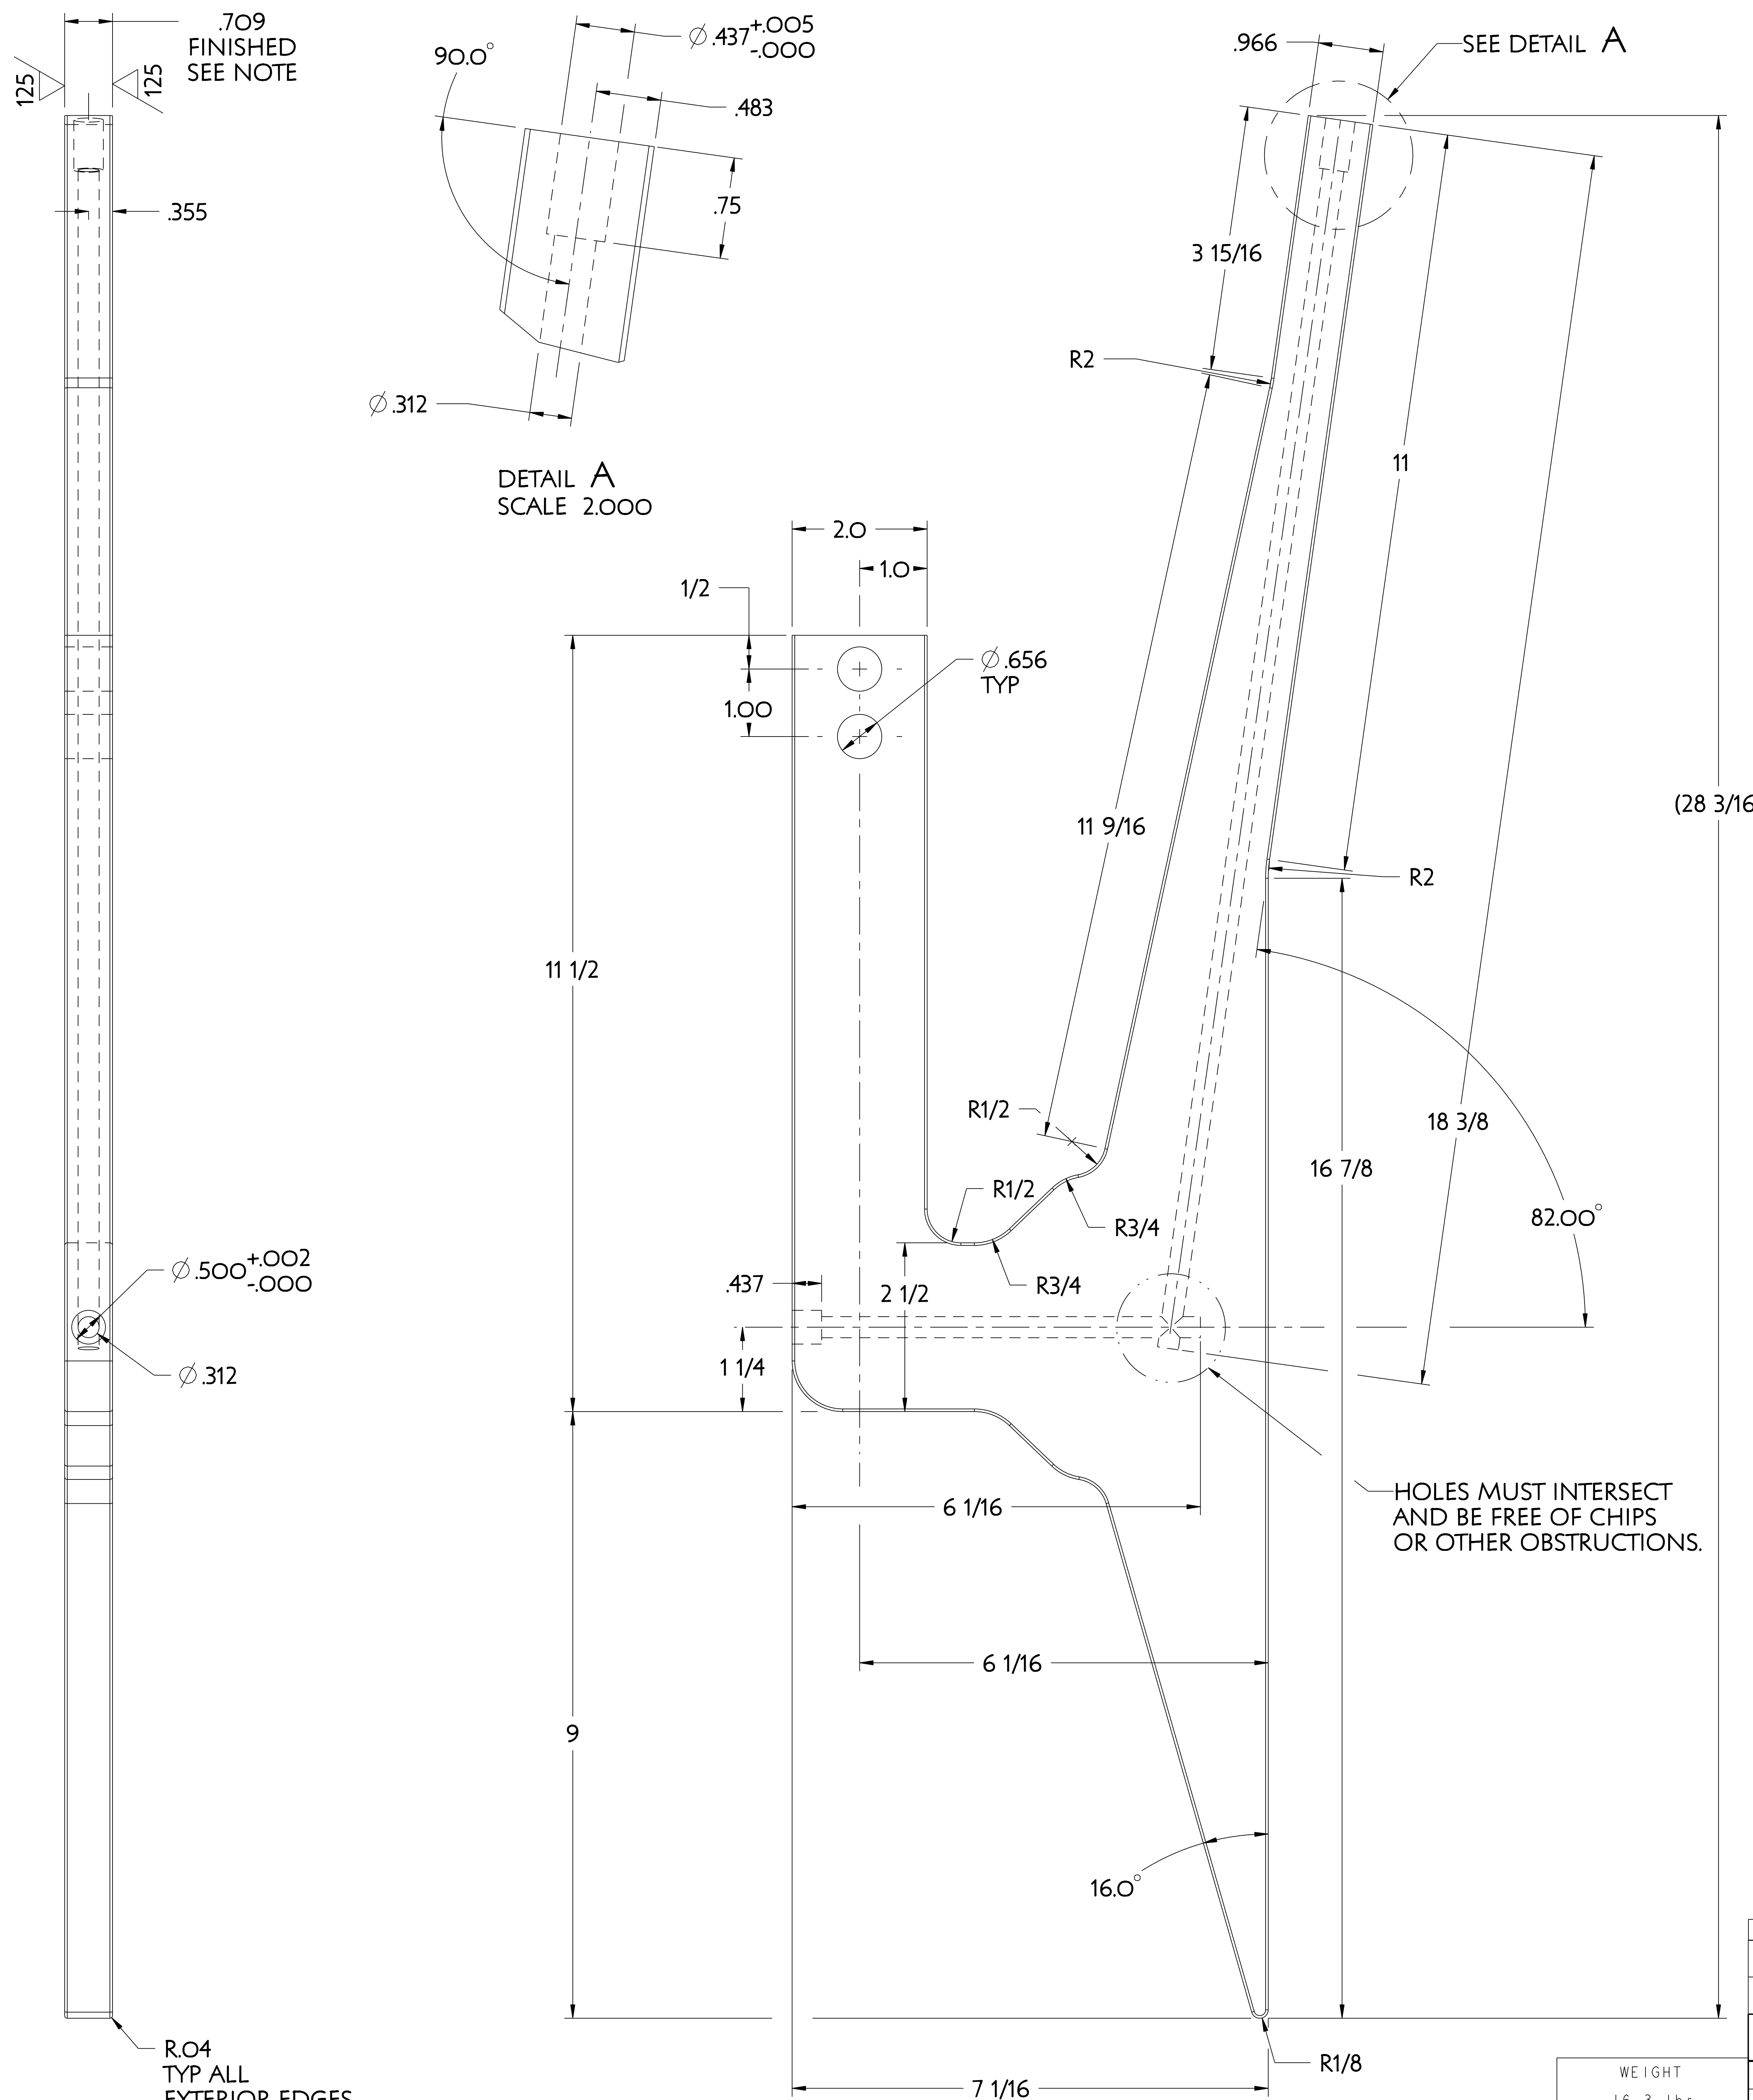 .709
FINISHED
SEE NOTE
125
125
.355
90.0°
Ø .437 +.005
-.000
.483
.75
Ø .312
DETAIL A
SCALE 2.000
.966
SEE DETAIL A
3 15/16
R2
11
2.0
1.0
1/2
Ø .656
TYP
1.00
(28 3/16
11 9/16
R2
11 1/2
R1/2
18 3/8
16 7/8
R1/2
R3/4
82.00°
Ø .500 +.002
-.000
.437
2 1/2
R3/4
1 1/4
Ø .312
HOLES MUST INTERSECT
AND BE FREE OF CHIPS
OR OTHER OBSTRUCTIONS.
6 1/16
6 1/16
9
16.0°
R.04
TYP ALL
EXTERIOR EDGES
R1/8
7 1/16
WEIGHT
16.3 lbs